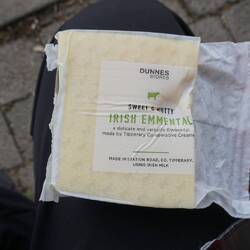 DUNNES
STORES
SWEET & NUTTY
IRISH EMMENTAL
a delicate and versatile Emmental
made by Tipperary Co-operative Creamery
MADE IN STATION ROAD, CO. TIPPERARY,
USING IRISH MILK